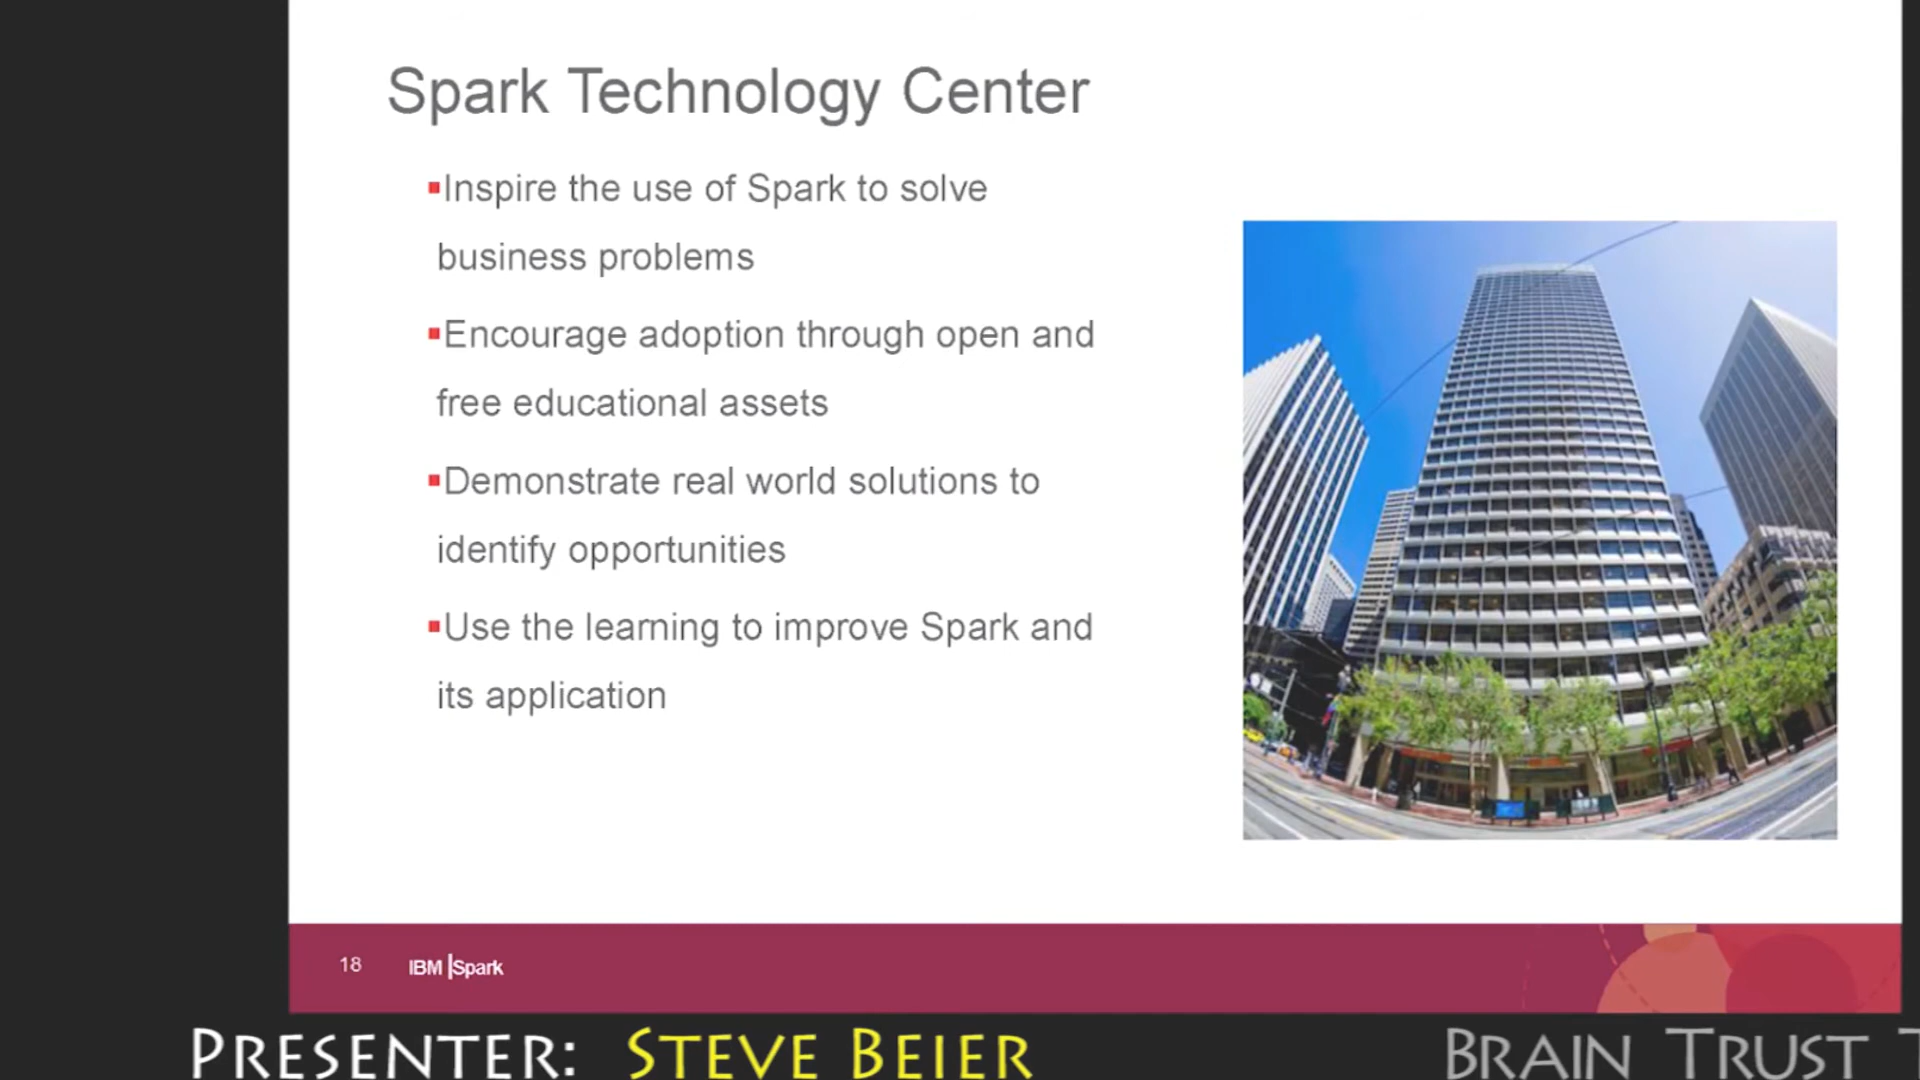 Spark Technology Center
Inspire the use of Spark to solve
business problems
Encourage adoption through open and
free educational assets
Demonstrate real world solutions to
identify opportunities
Use the learning to improve Spark and
its application
18 IBM | Spark
PRESENTER: STEVE BEIER
BRAIN TRUST